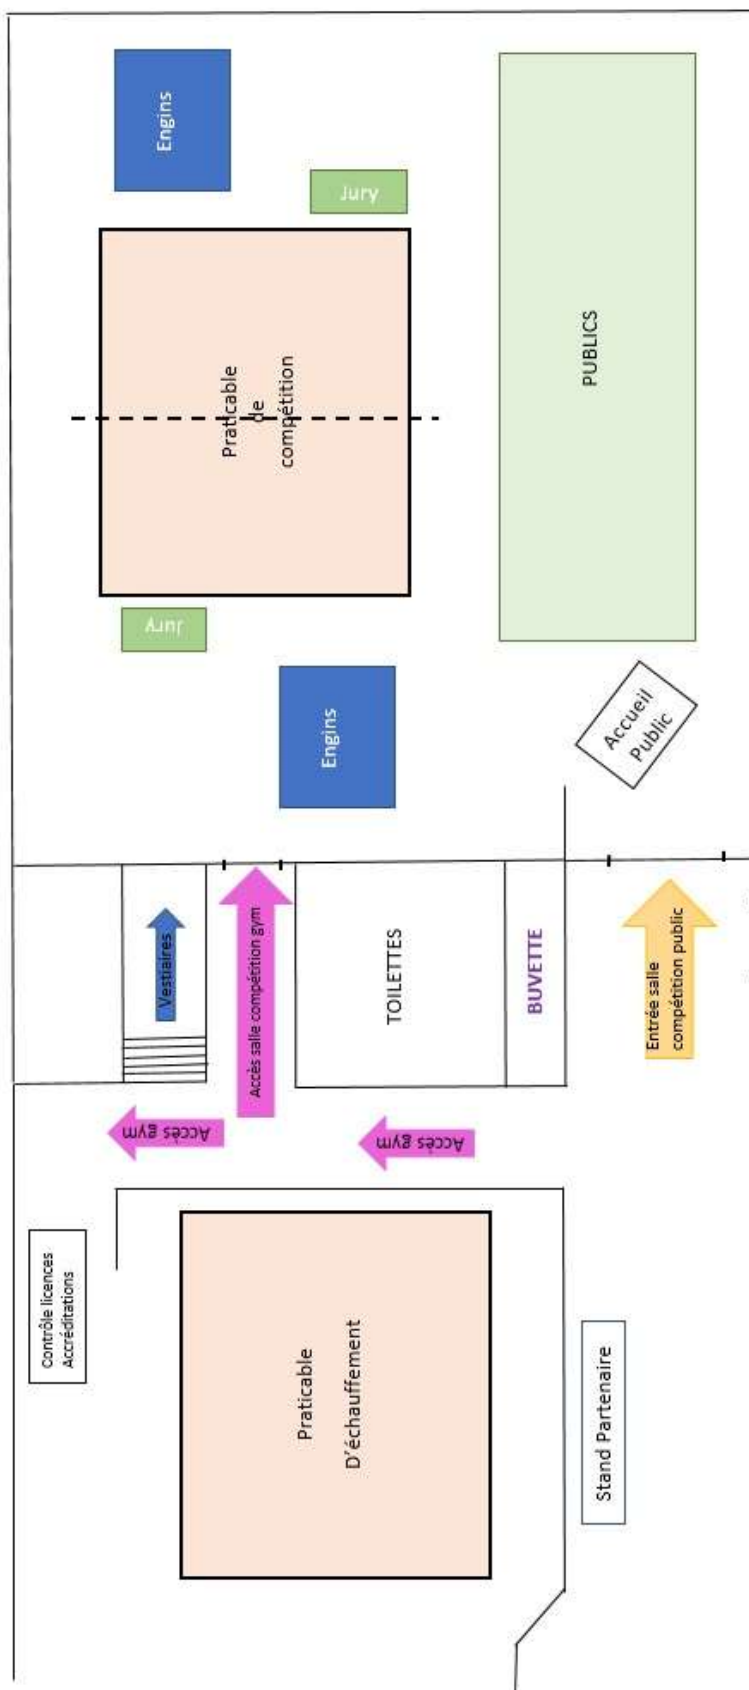 Engins
Jury
Praticable
de
compétition
PUBLICS
Jury
Engins
Accueil
Public
Vestiaires
Accès salle compétition gym
TOILETTES
BUVETTE
Entrée salle
compétition public
Accès gym
Accès gym
Contrôle licences
Accréditations
Praticable
D'échauffement
Stand Partenaire